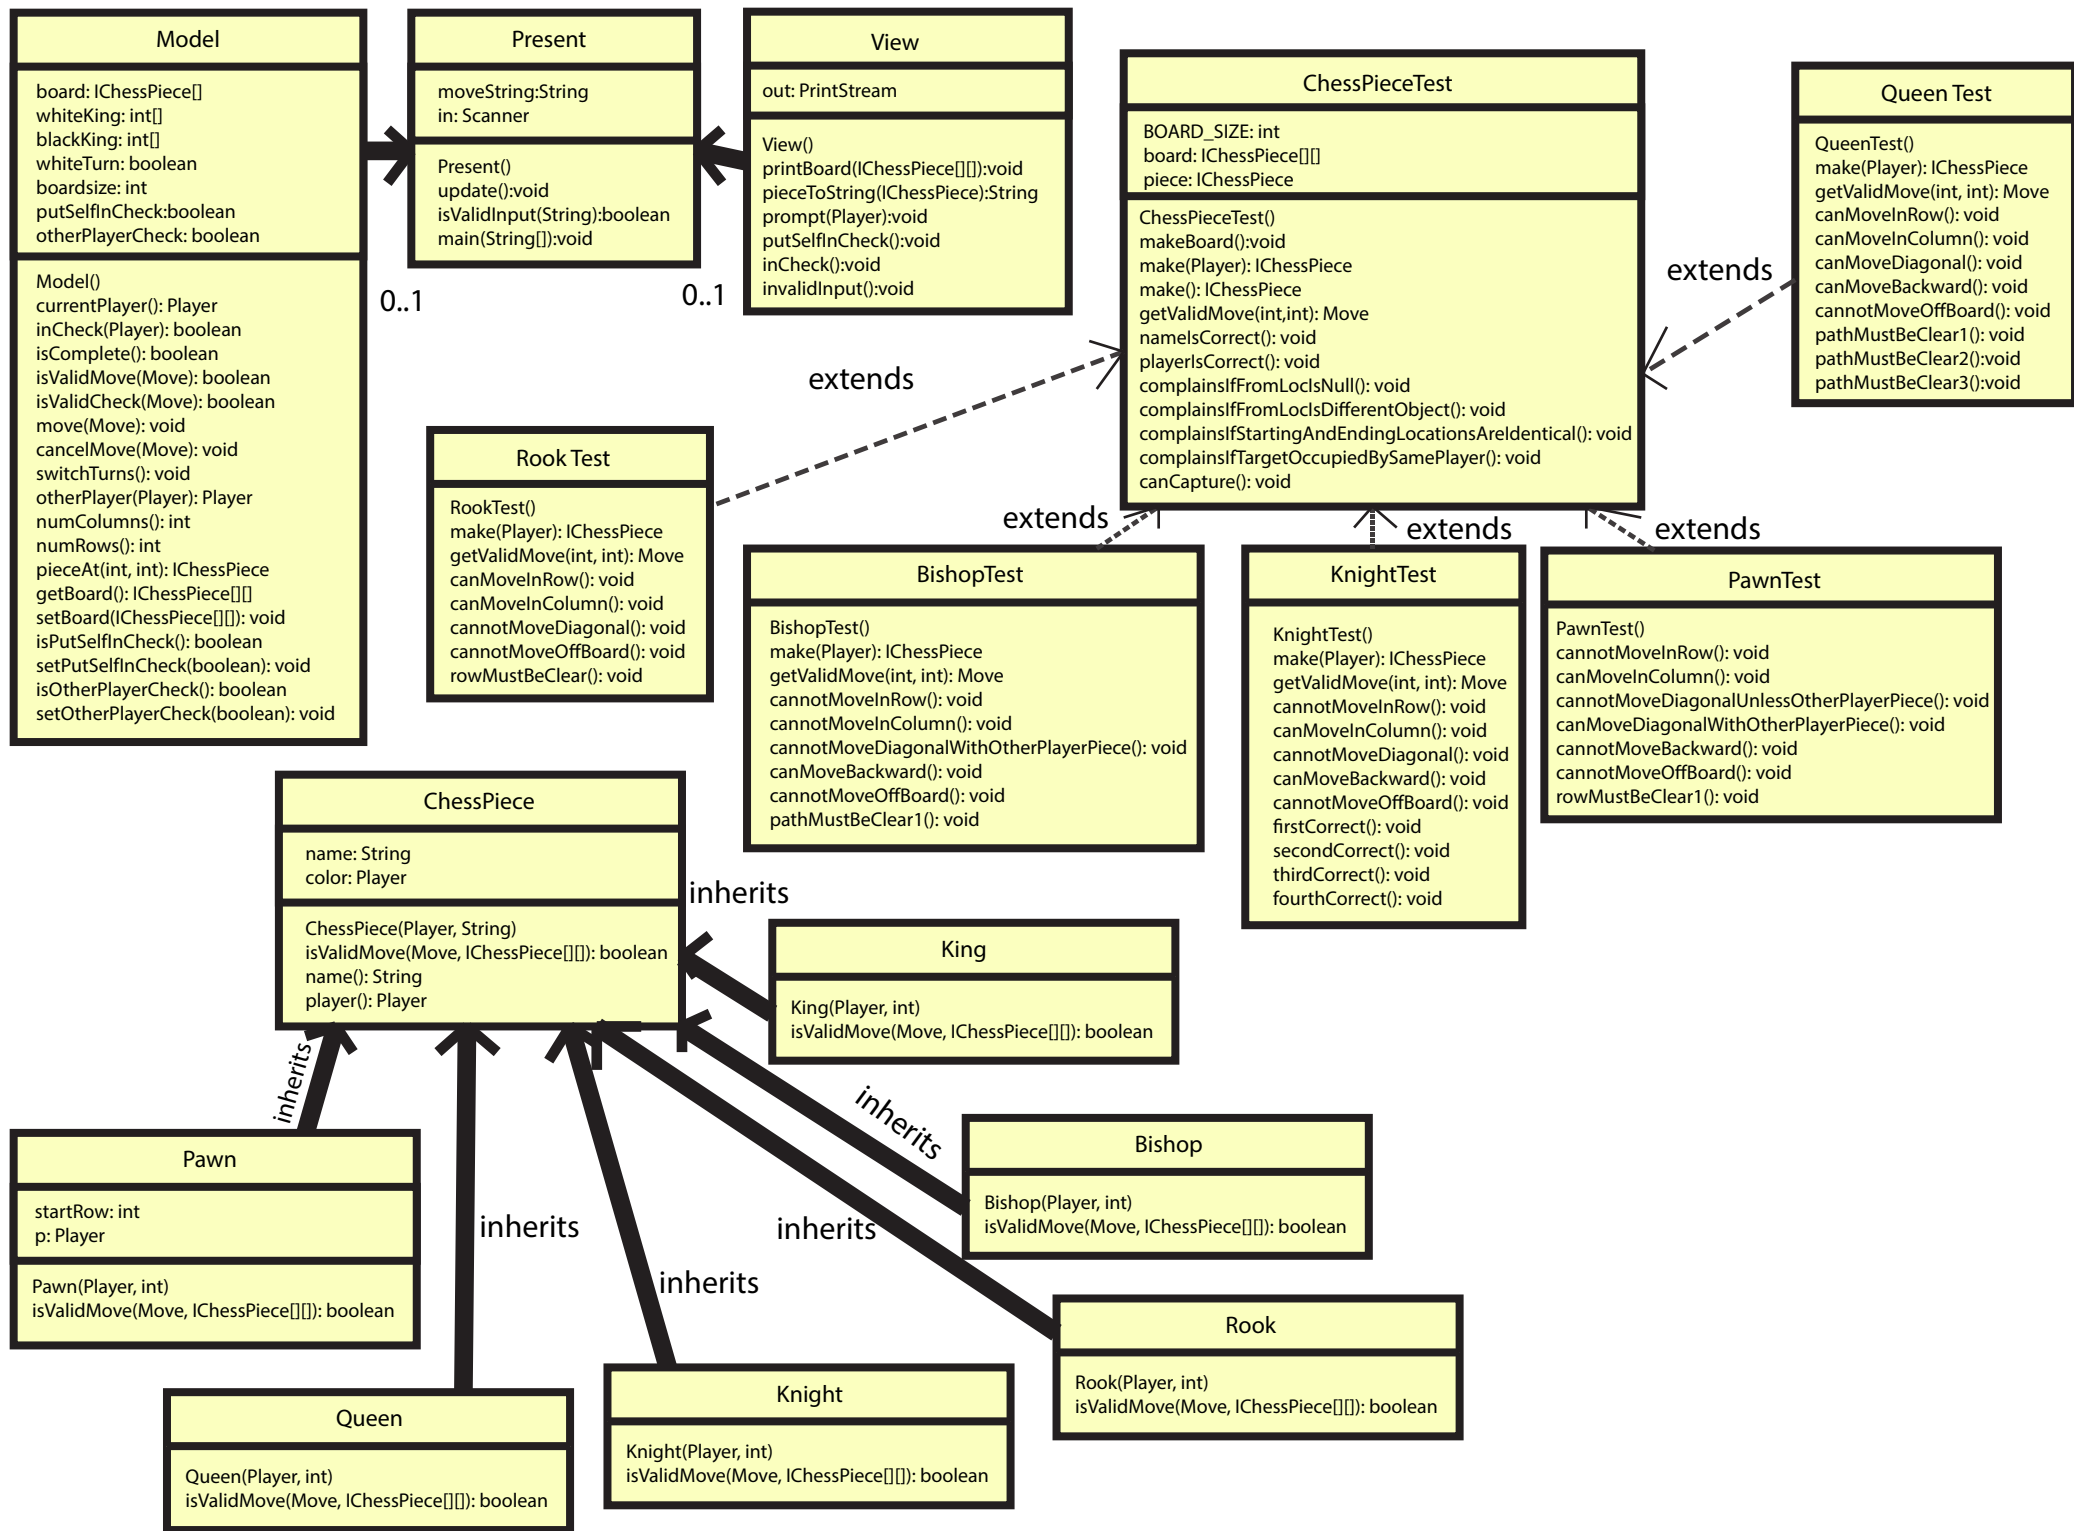 Model
board: IChessPiece[]
whiteKing: int[]
blackKing: int[]
whiteTurn: boolean
boardsize: int
putSelfInCheck:boolean
otherPlayerCheck: boolean
Model()
currentPlayer(): Player
inCheck(Player): boolean
isComplete(): boolean
isValidMove(Move): boolean
isValidCheck(Move): boolean
move(Move): void
cancelMove(Move): void
switchTurns(): void
otherPlayer(Player): Player
numColumns(): int
numRows(): int
pieceAt(int, int): IChessPiece
getBoard(): IChessPiece[][]
setBoard(IChessPiece[][]): void
isPutSelfInCheck(): boolean
setPutSelfInCheck(boolean): void
isOtherPlayerCheck(): boolean
setOtherPlayerCheck(boolean): void
0..1
Present
moveString:String
in: Scanner
Present()
update():void
isValidInput(String):boolean
main(String[]):void
0..1
View
out: PrintStream
View()
printBoard(IChessPiece[][]):void
pieceToString(IChessPiece):String
prompt(Player):void
putSelfInCheck():void
inCheck():void
invalidInput():void
ChessPieceTest
BOARD_SIZE: int
board: IChessPiece[][]
piece: IChessPiece
ChessPieceTest()
makeBoard():void
make(Player): IChessPiece
make(): IChessPiece
getValidMove(int,int): Move
nameIsCorrect(): void
playerIsCorrect(): void
complainsIfFromLocIsNull(): void
complainsIfFromLocIsDifferentObject(): void
complainsIfStartingAndEndingLocationsAreIdentical(): void
complainsIfTargetOccupiedBySamePlayer(): void
canCapture(): void
extends
Queen Test
QueenTest()
make(Player): IChessPiece
getValidMove(int, int): Move
canMoveInRow(): void
canMoveInColumn(): void
canMoveDiagonal(): void
canMoveBackward(): void
cannotMoveOffBoard(): void
pathMustBeClear1(): void
pathMustBeClear2():void
pathMustBeClear3():void
extends
Rook Test
RookTest()
make(Player): IChessPiece
getValidMove(int, int): Move
canMoveInRow(): void
canMoveInColumn(): void
cannotMoveDiagonal(): void
cannotMoveOffBoard(): void
rowMustBeClear(): void
extends
BishopTest
BishopTest()
make(Player): IChessPiece
getValidMove(int, int): Move
cannotMoveInRow(): void
cannotMoveInColumn(): void
cannotMoveDiagonalWithOtherPlayerPiece(): void
canMoveBackward(): void
cannotMoveOffBoard(): void
pathMustBeClear1(): void
extends
KnightTest
KnightTest()
make(Player): IChessPiece
getValidMove(int, int): Move
cannotMoveInRow(): void
canMoveInColumn(): void
cannotMoveDiagonal(): void
canMoveBackward(): void
cannotMoveOffBoard(): void
firstCorrect(): void
secondCorrect(): void
thirdCorrect(): void
fourthCorrect(): void
extends
PawnTest
PawnTest()
cannotMoveInRow(): void
canMoveInColumn(): void
cannotMoveDiagonalUnlessOtherPlayerPiece(): void
canMoveDiagonalWithOtherPlayerPiece(): void
cannotMoveBackward(): void
cannotMoveOffBoard(): void
rowMustBeClear1(): void
ChessPiece
name: String
color: Player
ChessPiece(Player, String)
isValidMove(Move, IChessPiece[][]): boolean
name(): String
player(): Player
inherits
King
King(Player, int)
isValidMove(Move, IChessPiece[][]): boolean
inherits
Bishop
Bishop(Player, int)
isValidMove(Move, IChessPiece[][]): boolean
inherits
Pawn
startRow: int
p: Player
Pawn(Player, int)
isValidMove(Move, IChessPiece[][]): boolean
inherits
Queen
Queen(Player, int)
isValidMove(Move, IChessPiece[][]): boolean
inherits
Knight
Knight(Player, int)
isValidMove(Move, IChessPiece[][]): boolean
inherits
Rook
Rook(Player, int)
isValidMove(Move, IChessPiece[][]): boolean